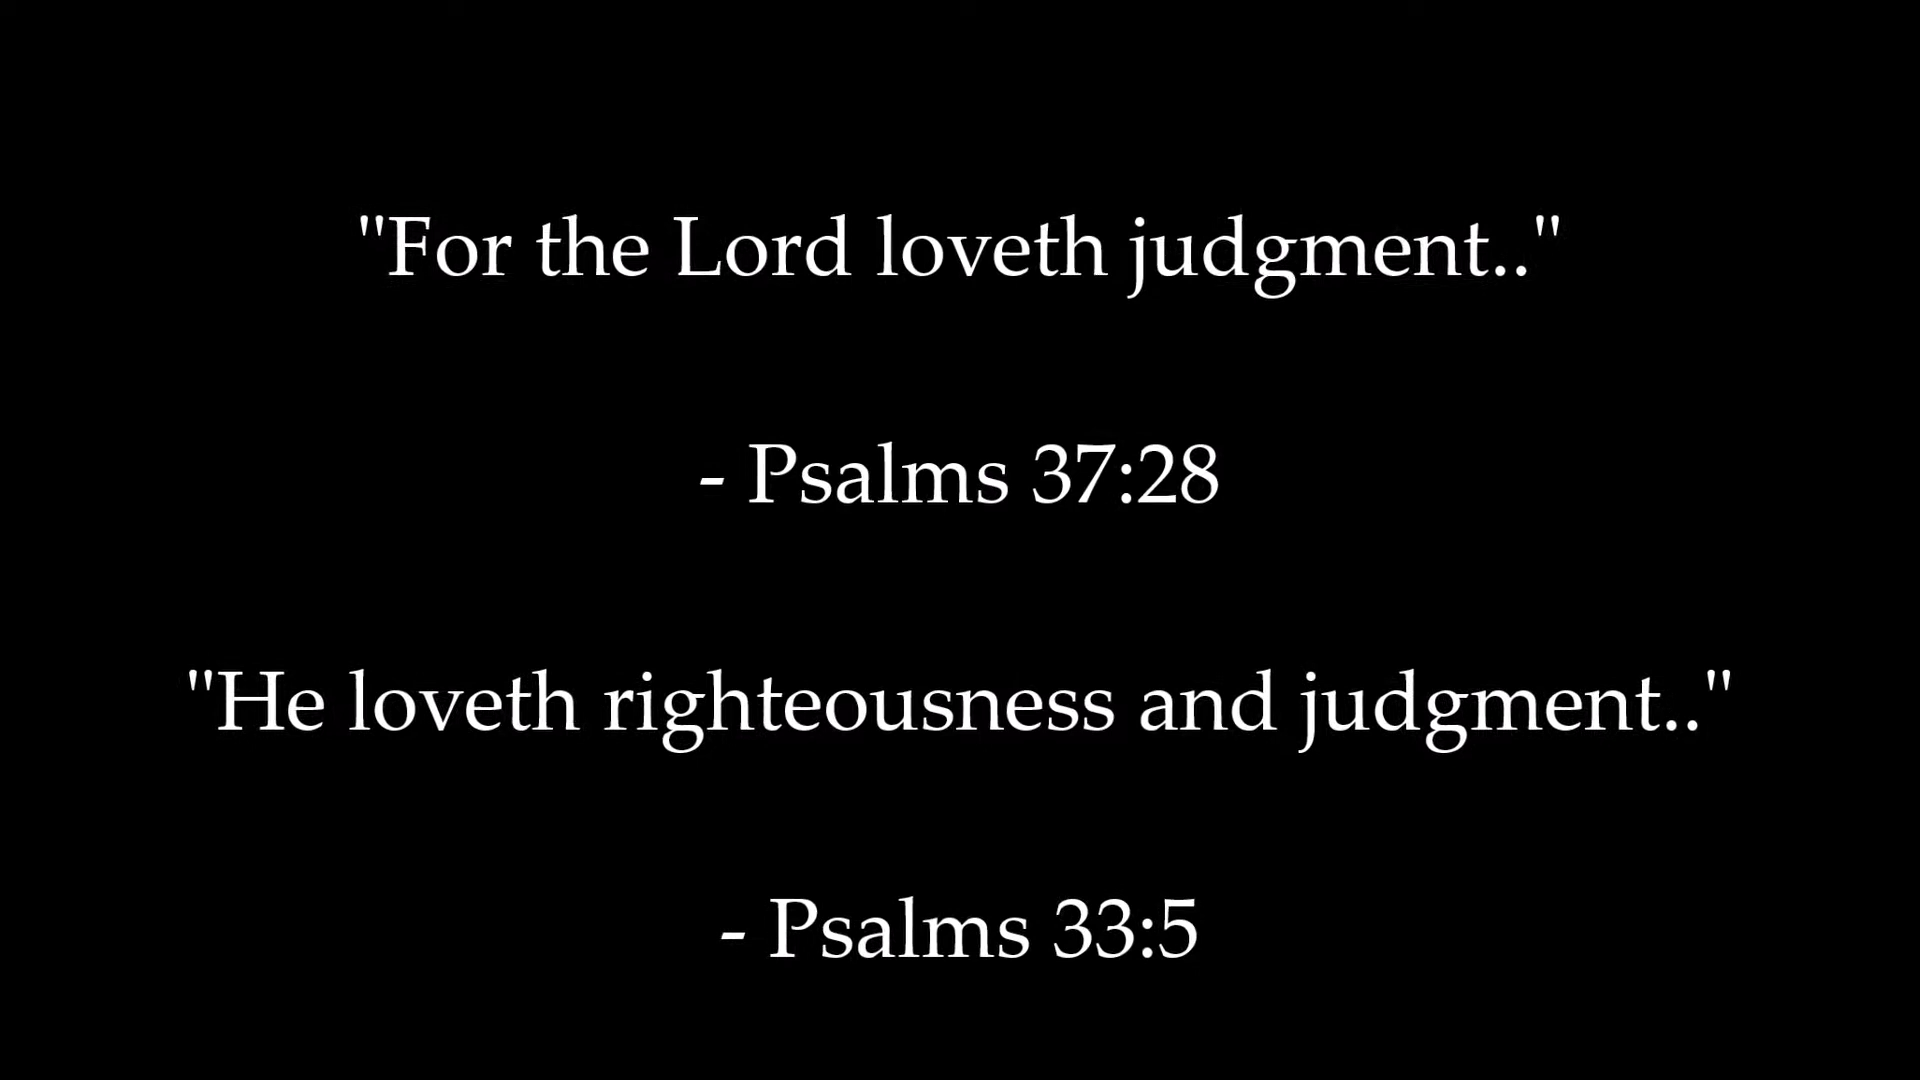 "For the Lord loveth judgment.."
- Psalms 37:28
"He loveth righteousness and judgment.."
- Psalms 33:5